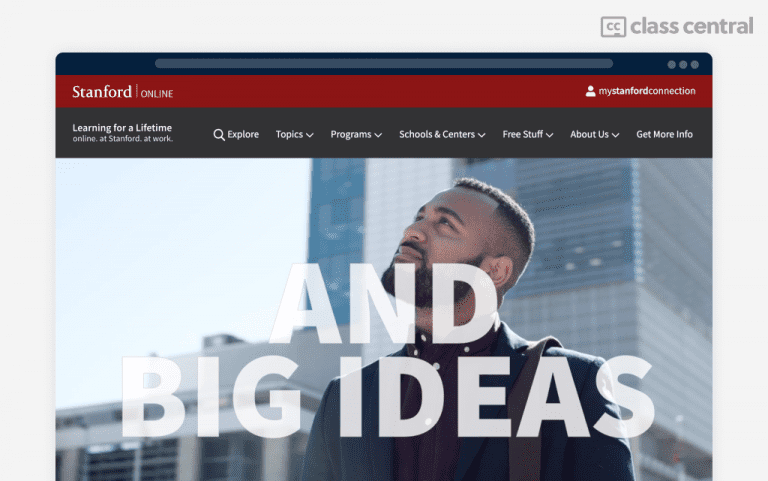 cc class central
Stanford ONLINE
mystanfordconnection
Learning for a Lifetime
online. at Stanford. at work.
Explore Topics Programs Schools & Centers Free Stuff About Us Get More Info
AND
BIG IDEAS